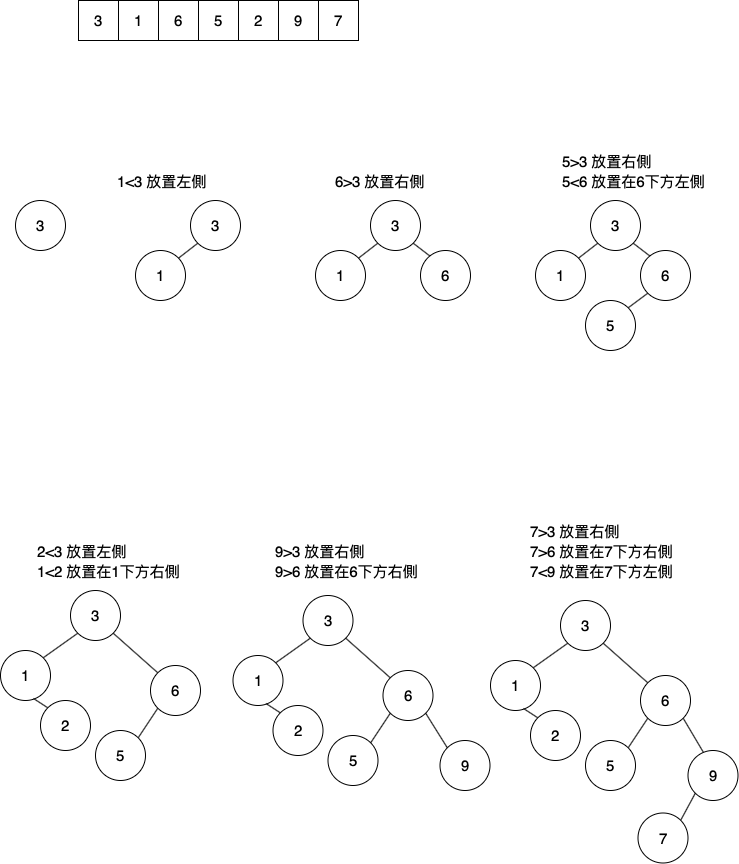 3 1 6 5 2 9 7
1<3 放置左側
6>3 放置右側
5>3 放置右側
5<6 放置在6下方左側
3
3
1
3
1
6
3
1
6
5
2<3 放置左側
1<2 放置在1下方右側
9>3 放置右側
9>6 放置在6下方右側
7>3 放置右側
7>6 放置在7下方右側
7<9 放置在7下方左側
3
1
6
2
5
3
1
6
2
5
9
3
1
6
2
5
9
7